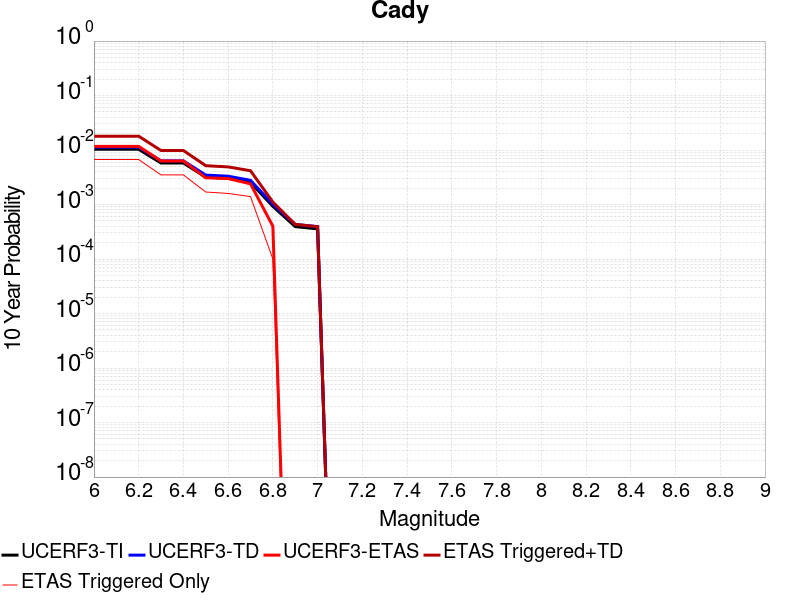 Cady
10^0
10^-1
10^-2
10^-3
10^-4
10^-5
10^-6
10^-7
10^-8
10 Year Probability
6 6.2 6.4 6.6 6.8 7 7.2 7.4 7.6 7.8 8 8.2 8.4 8.6 8.8 9
Magnitude
UCERF3-TI UCERF3-TD UCERF3-ETAS ETAS Triggered+TD
ETAS Triggered Only